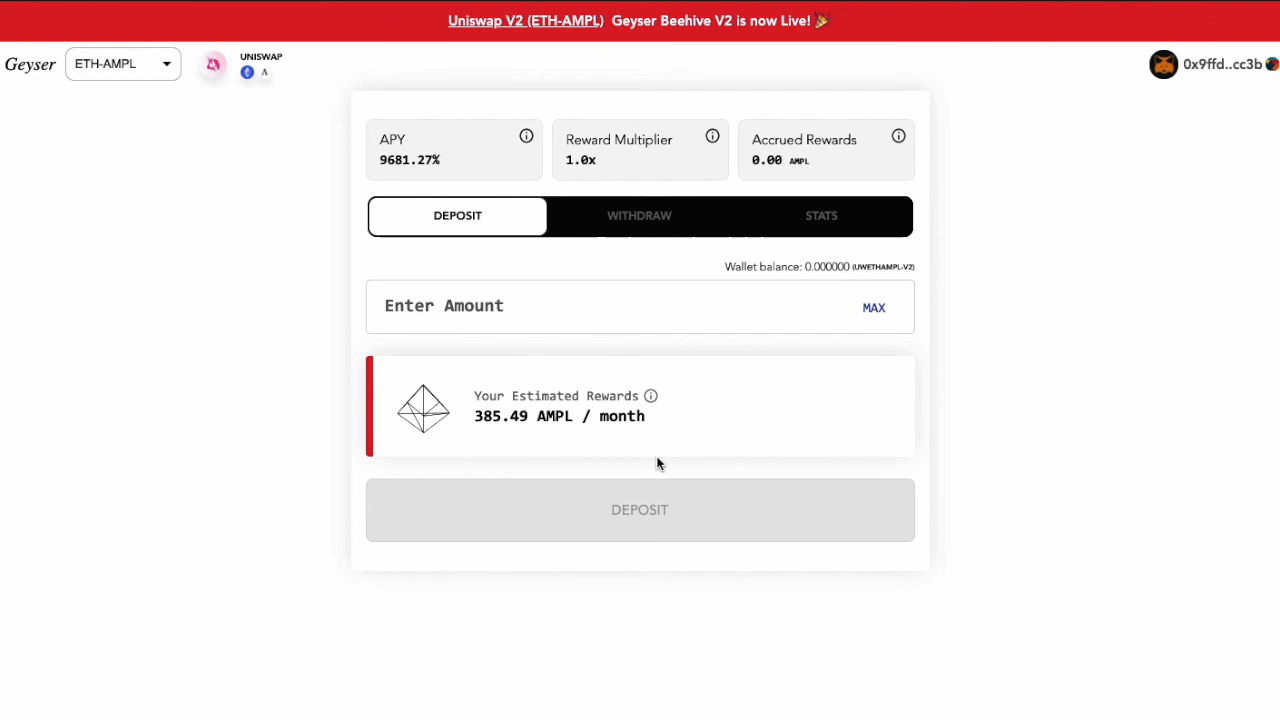 Uniswap V2 (ETH-AMPL) Geyser Beehive V2 is now Live! 🎉
Geyser
ETH-AMPL
UNISWAP
0x9ffd..cc3b
APY
9681.27%
Reward Multiplier
1.0x
Accrued Rewards
0.00 AMPL
DEPOSIT
WITHDRAW
STATS
Wallet balance: 0.000000 (UWETHAMPL-V2)
Enter Amount
MAX
Your Estimated Rewards
385.49 AMPL / month
DEPOSIT